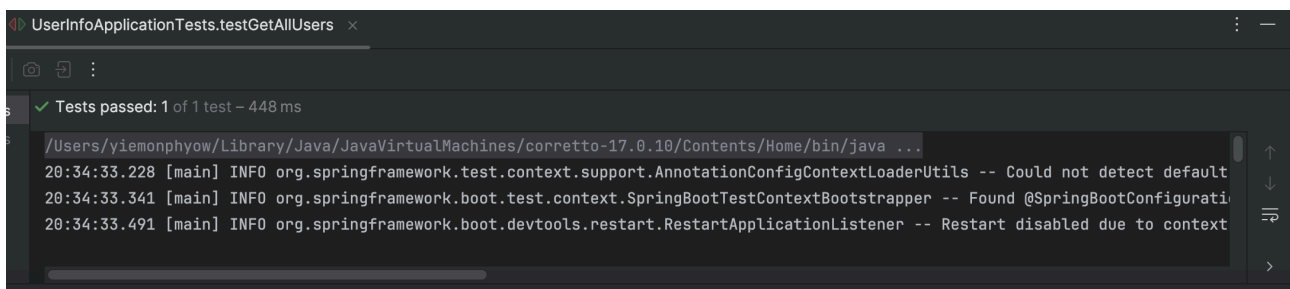 UserInfoApplicationTests.testGetAllUsers
Tests passed: 1 of 1 test – 448 ms
/Users/yiemonphyow/Library/Java/JavaVirtualMachines/corretto-17.0.10/Contents/Home/bin/java ...
20:34:33.228 [main] INFO org.springframework.test.context.support.AnnotationConfigContextLoaderUtils -- Could not detect default
20:34:33.341 [main] INFO org.springframework.boot.test.context.SpringBootTestContextBootstrapper -- Found @SpringBootConfigurati
20:34:33.491 [main] INFO org.springframework.boot.devtools.restart.RestartApplicationListener -- Restart disabled due to context